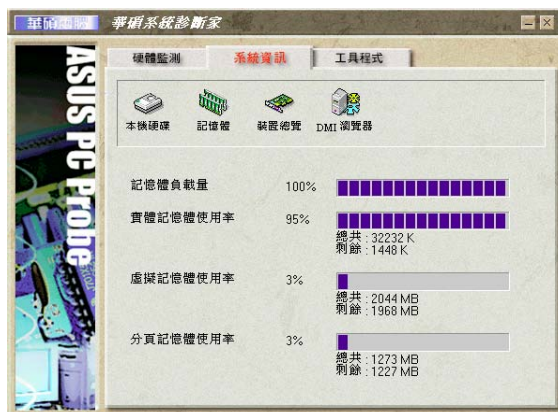 華碩電腦 華碩系統診斷家
ASUS PC Probe
硬體監測 系統資訊 工具程式
本機硬碟 記憶體 裝置總覽 DMI 瀏覽器
記憶體負載量 100%
實體記憶體使用率 95%
總共 : 32232 K
剩餘 : 1448 K
虛擬記憶體使用率 3%
總共 : 2044 MB
剩餘 : 1968 MB
分頁記憶體使用率 3%
總共 : 1273 MB
剩餘 : 1227 MB